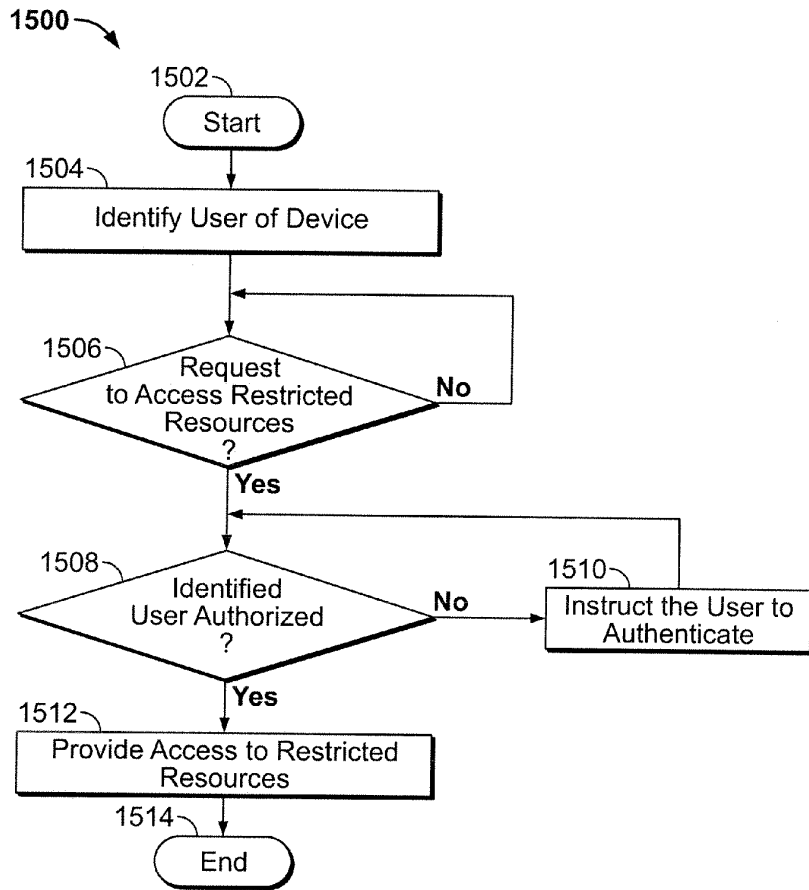 1500
1502
Start
1504
Identify User of Device
1506
Request
to Access Restricted
Resources
?
No
Yes
1508
Identified
User Authorized
?
No
1510
Instruct the User to
Authenticate
Yes
1512
Provide Access to Restricted
Resources
1514
End